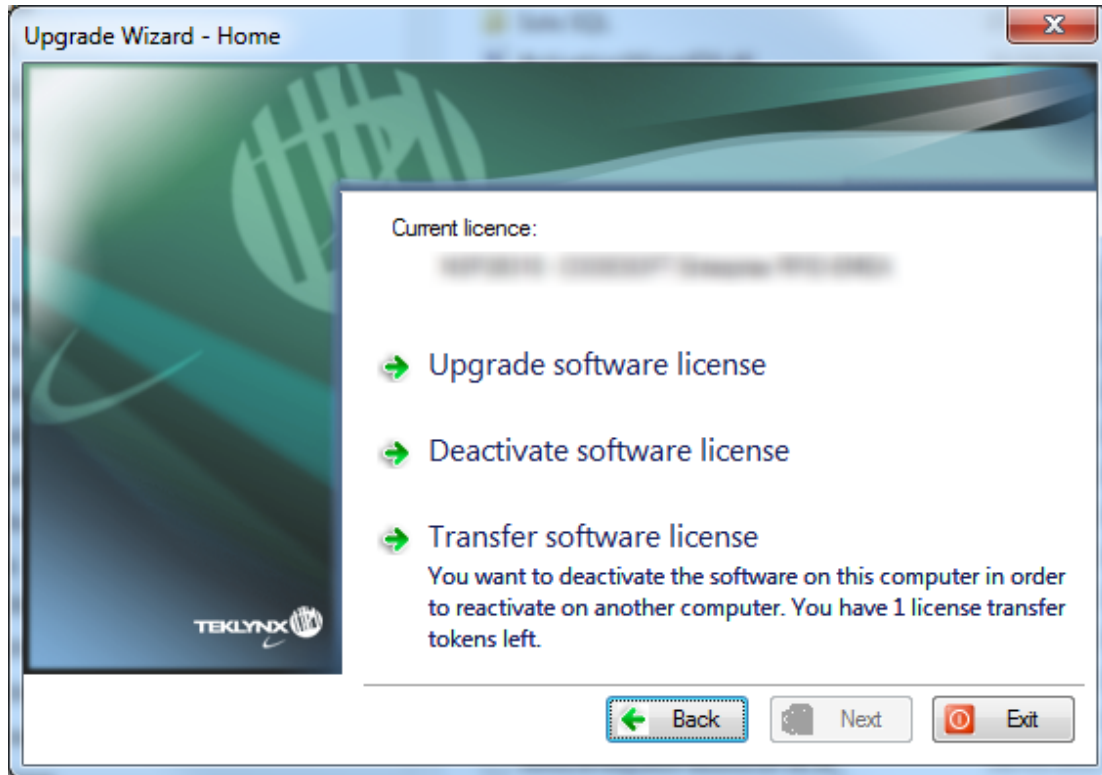 Upgrade Wizard - Home
Current licence:
Upgrade software license
Deactivate software license
Transfer software license
You want to deactivate the software on this computer in order
to reactivate on another computer. You have 1 license transfer
tokens left.
TEKLYNX
Back
Next
Exit